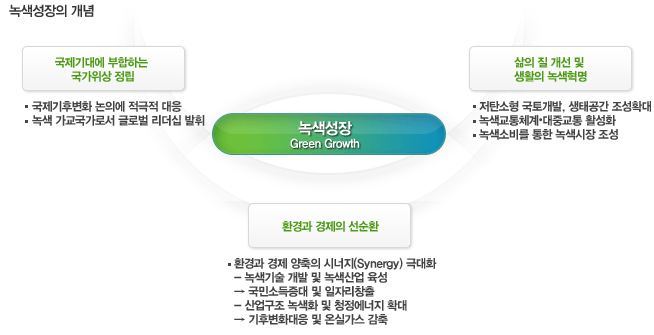 녹색성장의 개념
국제기대에 부합하는
국가위상 정립
▪ 국제기후변화 논의에 적극적 대응
▪ 녹색 가교국가로서 글로벌 리더십 발휘
삶의 질 개선 및
생활의 녹색혁명
▪ 저탄소형 국토개발, 생태공간 조성확대
▪ 녹색교통체계·대중교통 활성화
▪ 녹색소비를 통한 녹색시장 조성
녹색성장
Green Growth
환경과 경제의 선순환
▪ 환경과 경제 양축의 시너지(Synergy) 극대화
– 녹색기술 개발 및 녹색산업 육성
→ 국민소득증대 및 일자리창출
– 산업구조 녹색화 및 청정에너지 확대
→ 기후변화대응 및 온실가스 감축